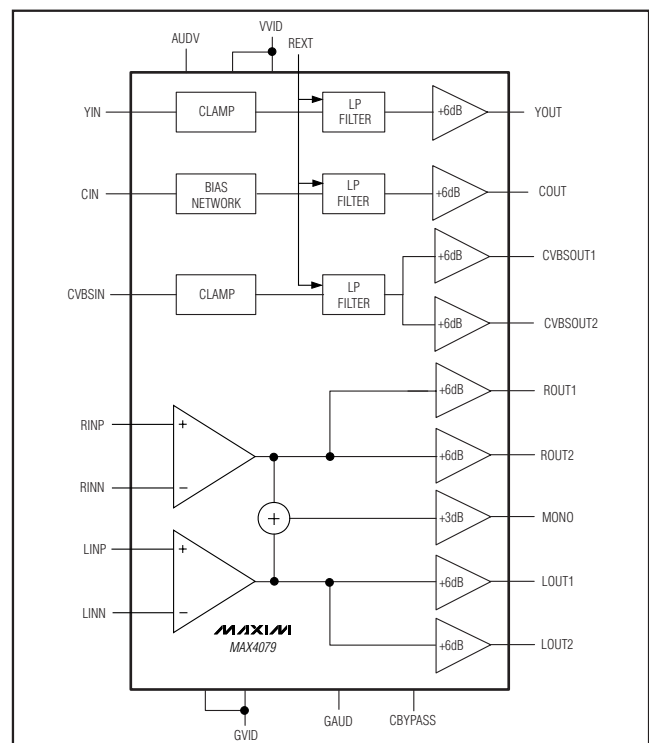 VVID
AUDV
REXT
YIN
CLAMP
LP
FILTER
+6dB
YOUT
CIN
BIAS
NETWORK
LP
FILTER
+6dB
COUT
CVBSIN
CLAMP
LP
FILTER
+6dB
CVBSOUT1
+6dB
CVBSOUT2
RINP
+
RINN
−
+6dB
ROUT1
+6dB
ROUT2
+
+3dB
MONO
LINP
+
LINN
−
+6dB
LOUT1
+6dB
LOUT2
MAXIM
MAX4079
GVID
GAUD
CBYPASS